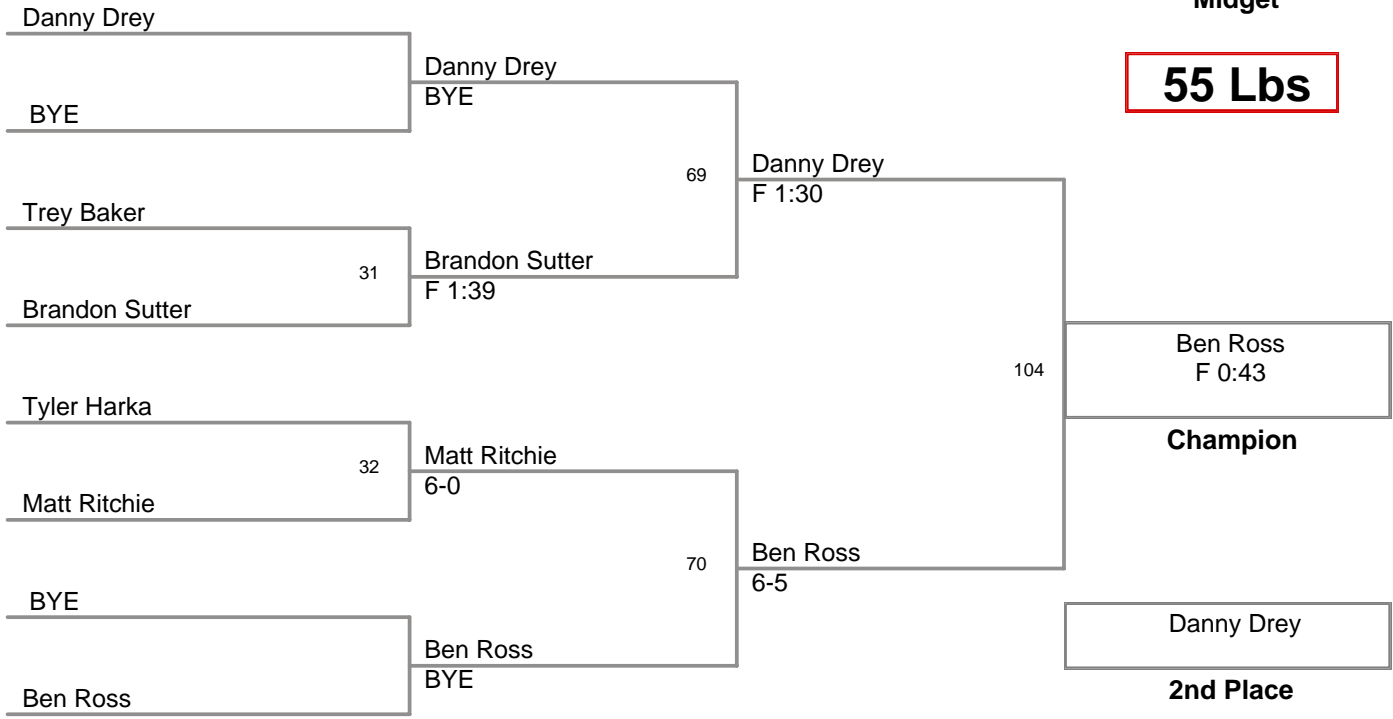 Midget
55 Lbs
Danny Drey
BYE
Trey Baker
Brandon Sutter
Tyler Harka
Matt Ritchie
BYE
Ben Ross
31
32
Danny Drey
BYE
Brandon Sutter
F 1:39
Matt Ritchie
6-0
Ben Ross
BYE
69
70
Danny Drey
F 1:30
Ben Ross
6-5
104
Ben Ross
F 0:43
Champion
Danny Drey
2nd Place